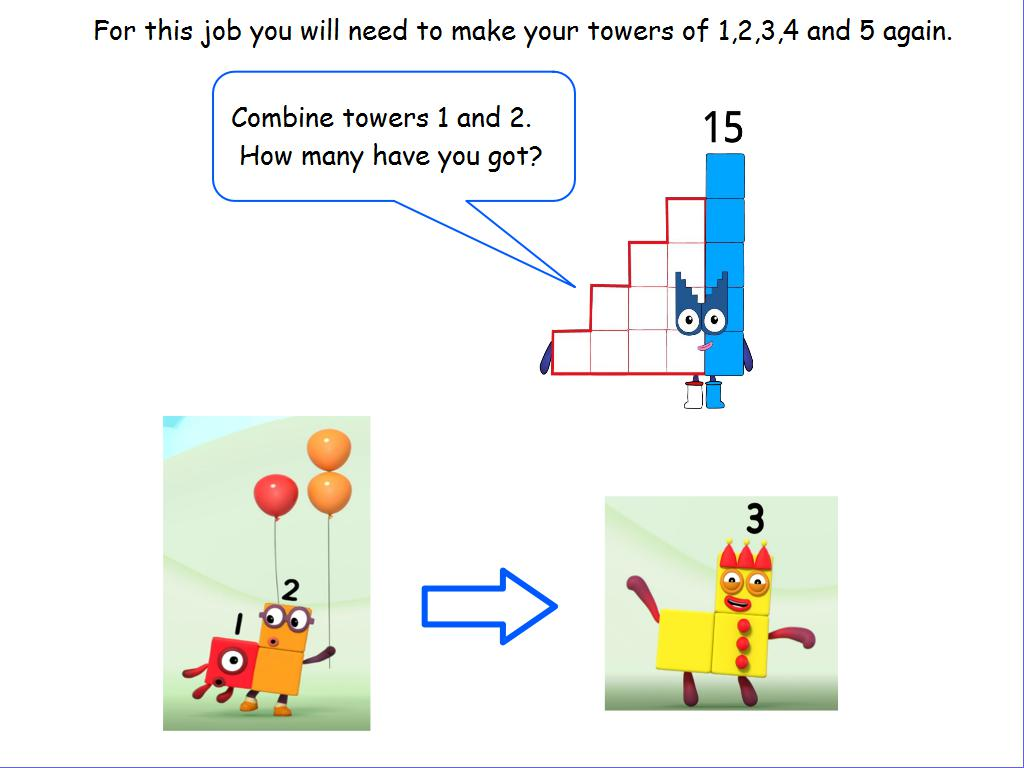 For this job you will need to make your towers of 1,2,3,4 and 5 again.
Combine towers 1 and 2.
How many have you got?
15
1
2
3